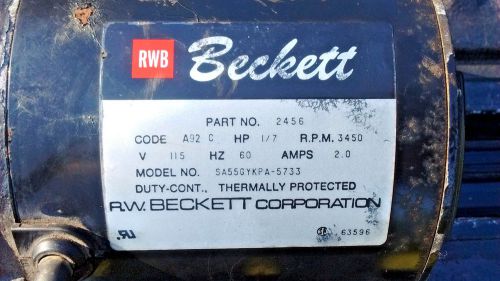 RWB Beckett
PART NO. 2456
CODE A92 C HP 1/7 R.P.M. 3450
V 115 HZ 60 AMPS 2.0
MODEL NO. SA55GYKPA-5733
DUTY-CONT., THERMALLY PROTECTED
R.W. BECKETT CORPORATION
63596